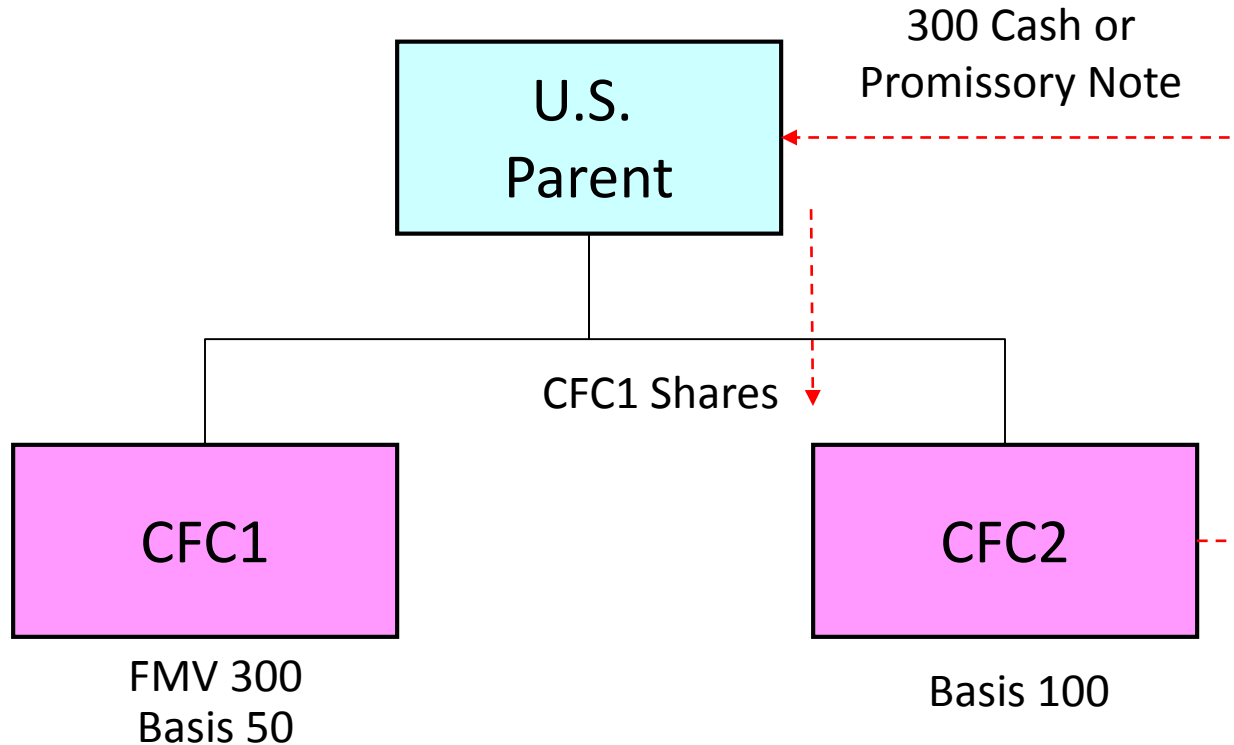 300 Cash or
Promissory Note
U.S.
Parent
CFC1 Shares
CFC1
CFC2
FMV 300
Basis 50
Basis 100